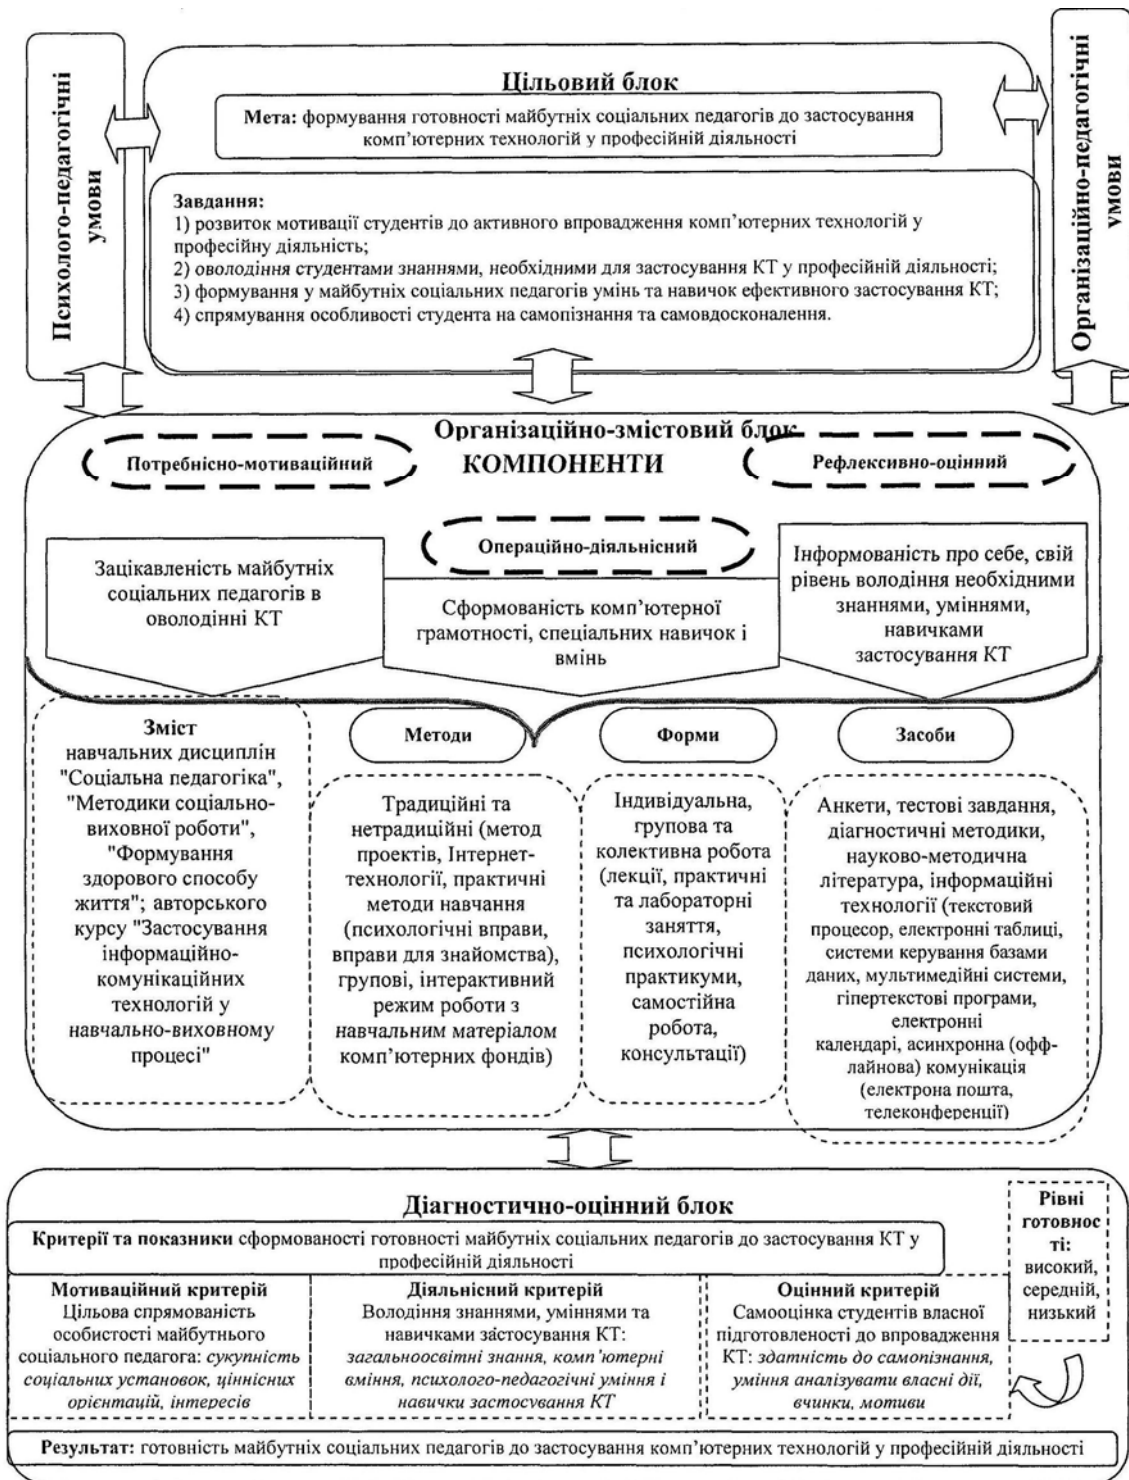 Психолого-педагогічні
умови
Цільовий блок
Мета: формування готовності майбутніх соціальних педагогів до застосування
комп’ютерних технологій у професійній діяльності
Завдання:
1) розвиток мотивації студентів до активного впровадження комп’ютерних технологій у
професійну діяльність;
2) оволодіння студентами знаннями, необхідними для застосування КТ у професійній діяльності;
3) формування у майбутніх соціальних педагогів умінь та навичок ефективного застосування КТ;
4) спрямування особливості студента на самопізнання та самовдосконалення.
Організаційно-педагогічні
умови
Організаційно-змістовий блок
КОМПОНЕНТИ
Потребнісно-мотиваційний
Рефлексивно-оцінний
Операційно-діяльнісний
Зацікавленість майбутніх
соціальних педагогів в
оволодінні КТ
Сформованість комп’ютерної
грамотності, спеціальних навичок і
вмінь
Інформованість про себе, свій
рівень володіння необхідними
знаннями, уміннями,
навичками
застосування КТ
Зміст
навчальних дисциплін
"Соціальна педагогіка",
"Методики соціально-
виховної роботи",
"Формування
здорового способу
життя"; авторського
курсу "Застосування
інформаційно-
комунікаційних
технологій у
навчально-виховному
процесі"
Методи
Традиційні та
нетрадиційні (метод
проектів, Інтернет-
технології, практичні
методи навчання
(психологічні вправи,
вправи для знайомства),
групові, інтерактивний
режим роботи з
навчальним матеріалом
комп’ютерних фондів)
Форми
Індивідуальна,
групова та
колективна робота
(лекції, практичні
та лабораторні
заняття,
психологічні
практикуми,
самостійна
робота,
консультації)
Засоби
Анкети, тестові завдання,
діагностичні методики,
науково-методична
література, інформаційні
технології (текстовий
процесор, електронні таблиці,
системи керування базами
даних, мультимедійні системи,
гіпертекстові програми,
електронні
календарі, асинхронна (офф-
лайнова) комунікація
(електрона пошта,
телеконференції)
Діагностично-оцінний блок
Критерії та показники сформованості готовності майбутніх соціальних педагогів до застосування КТ у
професійній діяльності
Мотиваційний критерій
Цільова спрямованість
особистості майбутнього
соціального педагога: сукупність
соціальних установок, ціннісних
орієнтацій, інтересів
Діяльнісний критерій
Володіння знаннями, уміннями та
навичками застосування КТ:
загальноосвітні знання, комп’ютерні
вміння, психолого-педагогічні уміння і
навички застосування КТ
Оцінний критерій
Самооцінка студентів власної
підготовленості до впровадження
КТ: здатність до самопізнання,
уміння аналізувати власні дії,
вчинки, мотиви
Рівні
готовнос
ті:
високий,
середній,
низький
Результат: готовність майбутніх соціальних педагогів до застосування комп’ютерних технологій у професійній діяльності